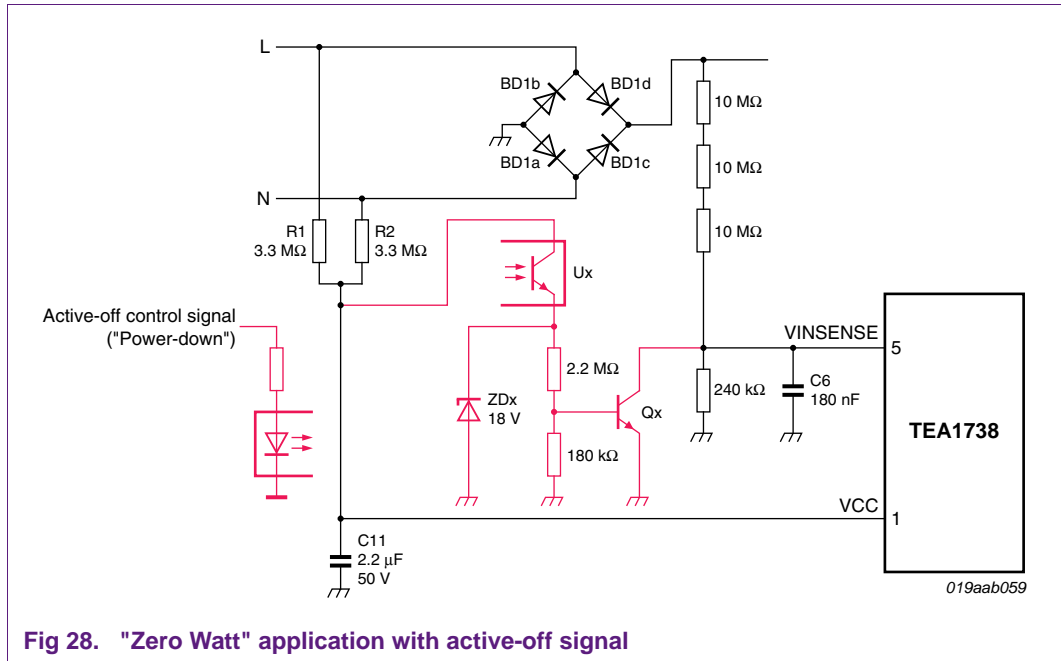 L
BD1b
BD1d
10 MΩ
BD1a
BD1c
10 MΩ
N
R1
3.3 MΩ
R2
3.3 MΩ
10 MΩ
Ux
Active-off control signal
("Power-down")
VINSENSE
5
2.2 MΩ
240 kΩ
C6
180 nF
ZDx
18 V
Qx
TEA1738
180 kΩ
VCC
1
C11
2.2 μF
50 V
019aab059
Fig 28. "Zero Watt" application with active-off signal